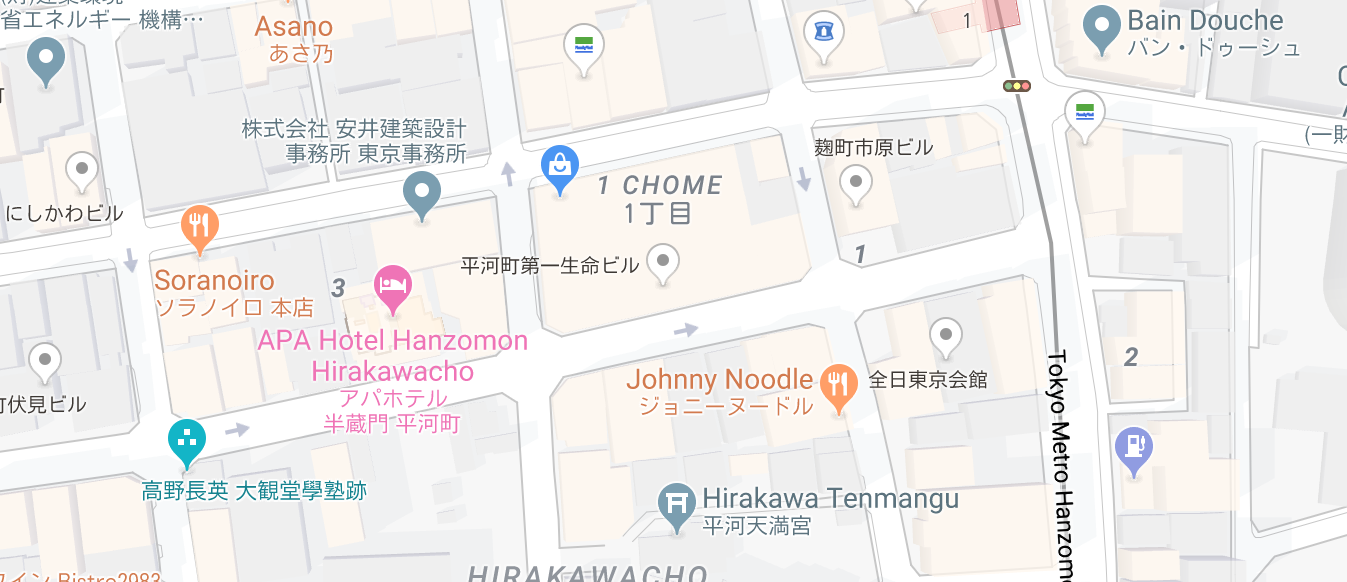 省エネルギー 機構…
Asano
あさ乃
1
Bain Douche
バン・ドゥーシュ
株式会社 安井建築設計
事務所 東京事務所
1 CHOME
1丁目
麹町市原ビル
にしかわビル
Soranoiro
ソラノイロ 本店
3
平河町第一生命ビル
1
APA Hotel Hanzomon
Hirakawacho
アパホテル
半蔵門 平河町
Johnny Noodle
ジョニーヌードル
全日東京会館
2
Tokyo Metro Hanzomo
町伏見ビル
高野長英 大観堂學塾跡
Hirakawa Tenmangu
平河天満宮
HIRAKAWACHO
イン Bistro2983